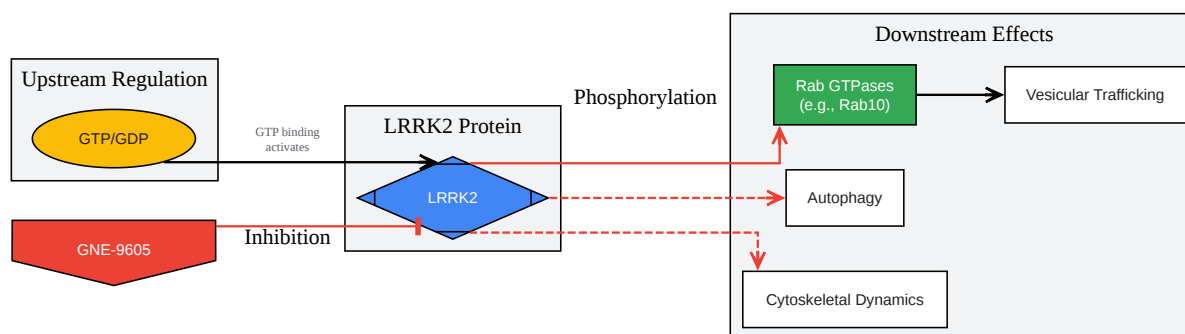 Upstream Regulation
GTP/GDP
GTP binding
activates
GNE-9605
Inhibition
LRRK2 Protein
LRRK2
Phosphorylation
Downstream Effects
Rab GTPases
(e.g., Rab10)
Vesicular Trafficking
Autophagy
Cytoskeletal Dynamics